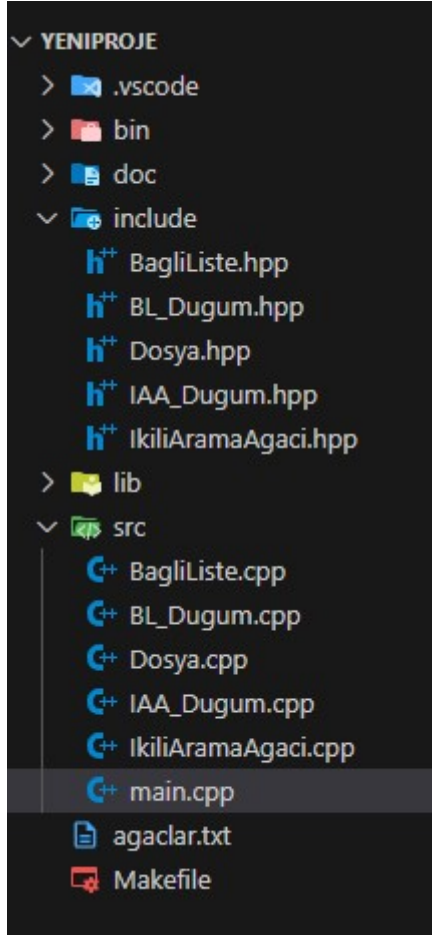 YENIPROJE
.vscode
bin
doc
include
h++ BagliListe.hpp
h++ BL_Dugum.hpp
h++ Dosya.hpp
h++ IAA_Dugum.hpp
h++ IkiliAramaAgaci.hpp
lib
src
C++ BagliListe.cpp
C++ BL_Dugum.cpp
C++ Dosya.cpp
C++ IAA_Dugum.cpp
C++ IkiliAramaAgaci.cpp
C++ main.cpp
agaclar.txt
Makefile